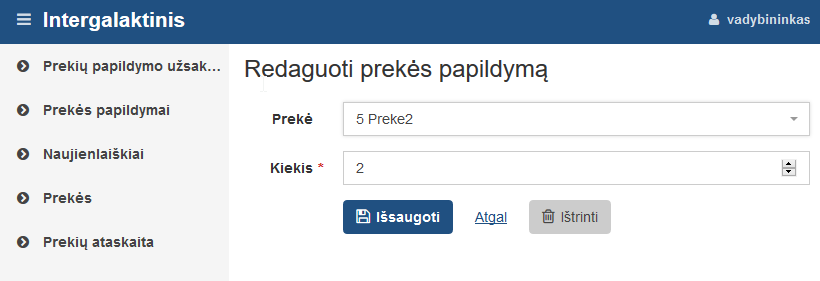 Intergalaktinis
vadybininkas
Prekių papildymo užsak...
Prekės papildymai
Naujienlaiškiai
Prekės
Prekių ataskaita
Redaguoti prekės papildymą
Prekė
5 Preke2
Kiekis *
2
Išsaugoti
Atgal
Ištrinti